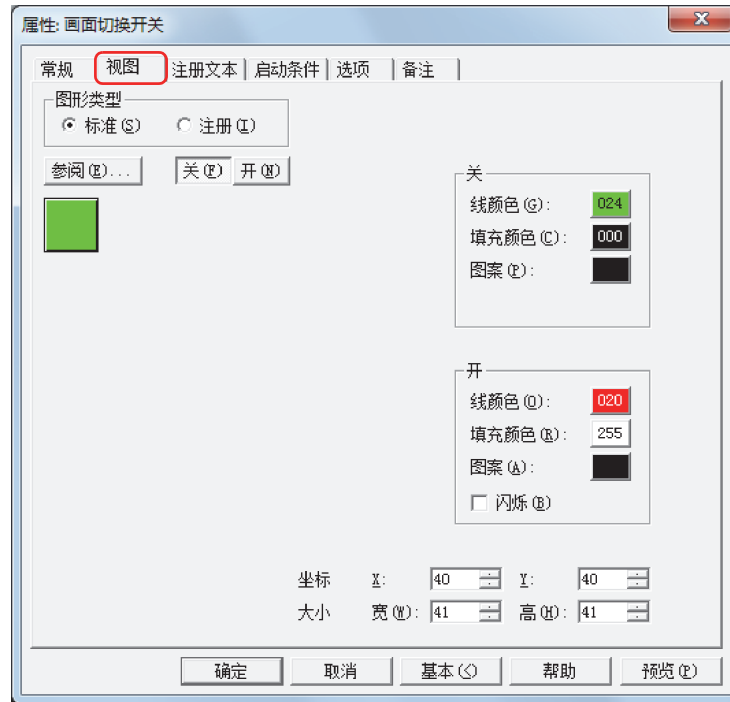 属性: 画面切换开关
常规 视图 注册文本 启动条件 选项 备注
图形类型
标准(S) 注册(I)
参阅(E)... 关(F) 开(N)
关
线颜色(G): 024
填充颜色(C): 000
图案(P):
开
线颜色(O): 020
填充颜色(R): 255
图案(A):
闪烁(B)
坐标 X: 40 Y: 40
大小 宽(W): 41 高(H): 41
确定 取消 基本(<) 帮助 预览(P)